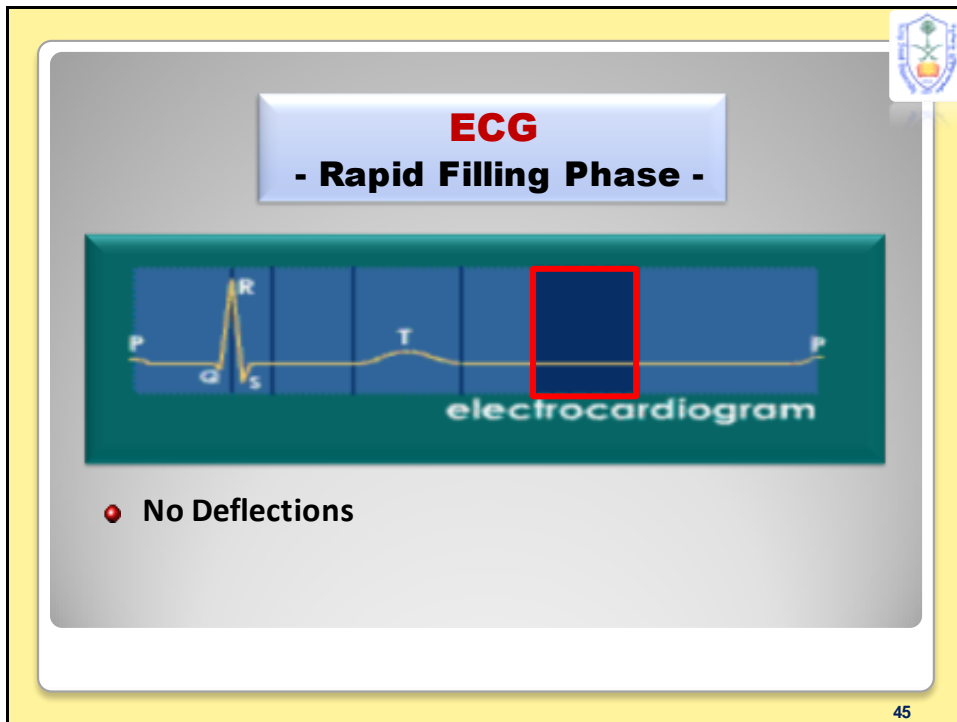 ECG
- Rapid Filling Phase -
R
P
T
P
Q
S
electrocardiogram
No Deflections
45